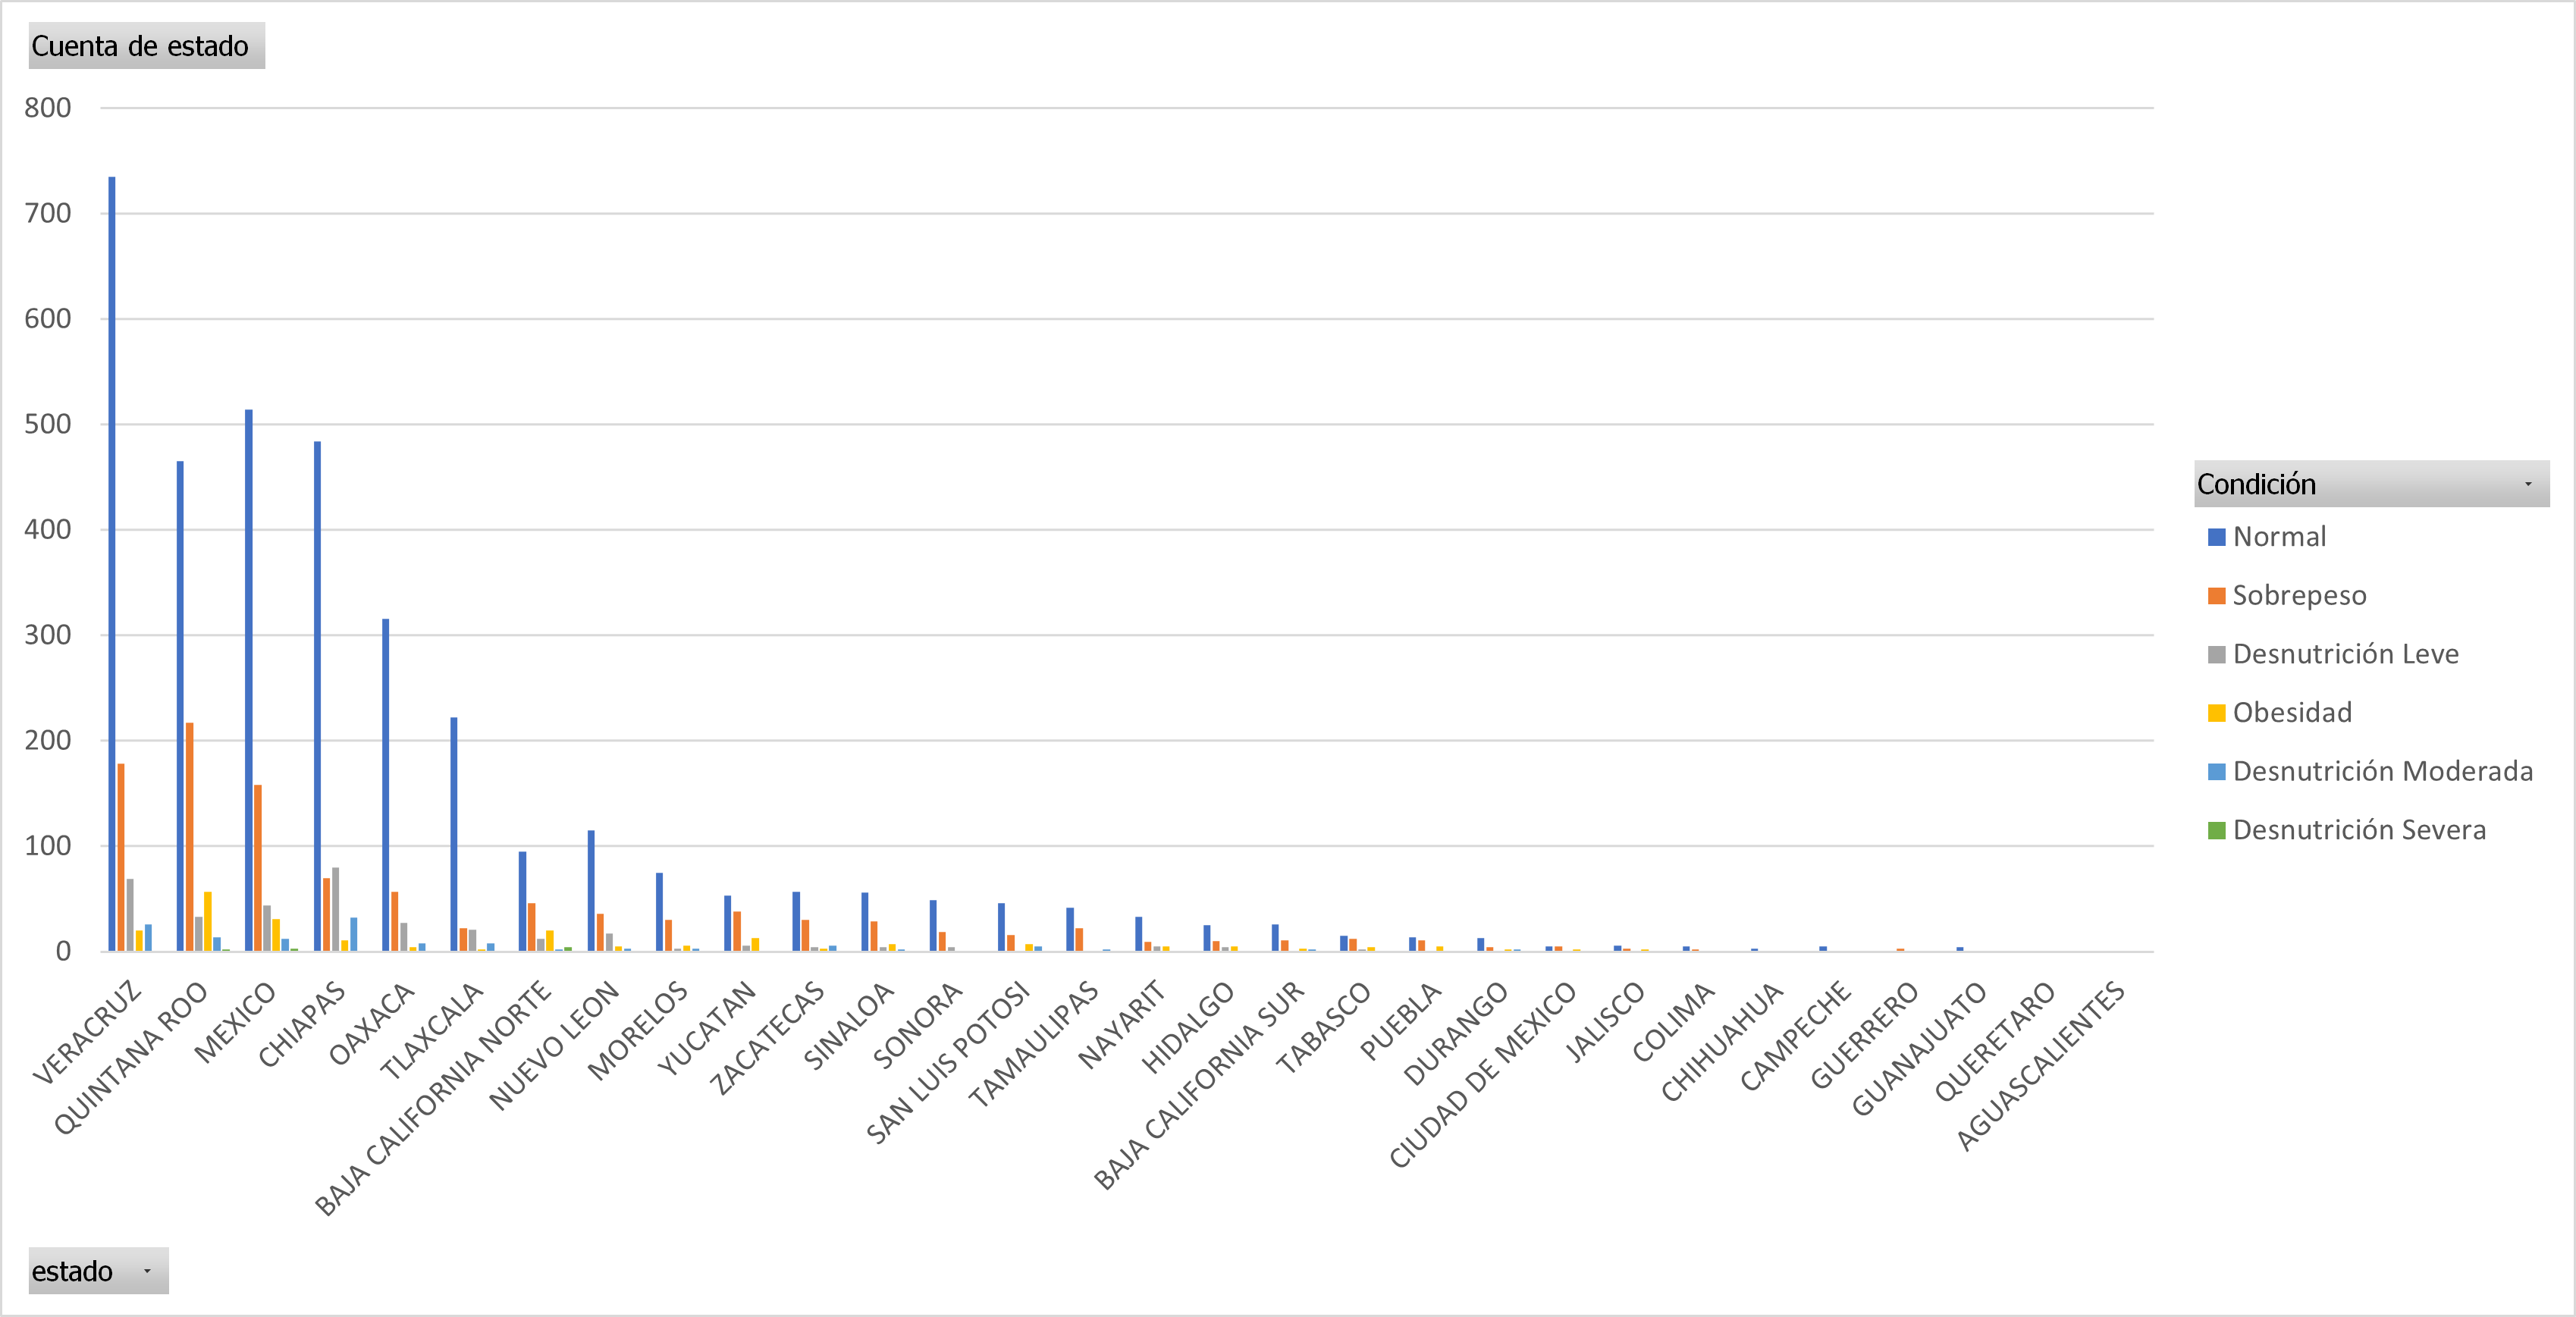 Cuenta de estado
800
700
600
500
400
300
200
100
0
VERACRUZ
QUINTANA ROO
MEXICO
CHIAPAS
OAXACA
TLAXCALA
BAJA CALIFORNIA NORTE
NUEVO LEON
MORELOS
YUCATAN
ZACATECAS
SINALOA
SONORA
SAN LUIS POTOSI
TAMAULIPAS
NAYARIT
HIDALGO
BAJA CALIFORNIA SUR
TABASCO
PUEBLA
DURANGO
CIUDAD DE MEXICO
JALISCO
COLIMA
CHIHUAHUA
CAMPECHE
GUERRERO
GUANAJUATO
QUERETARO
AGUASCALIENTES
Condición
Normal
Sobrepeso
Desnutrición Leve
Obesidad
Desnutrición Moderada
Desnutrición Severa
estado